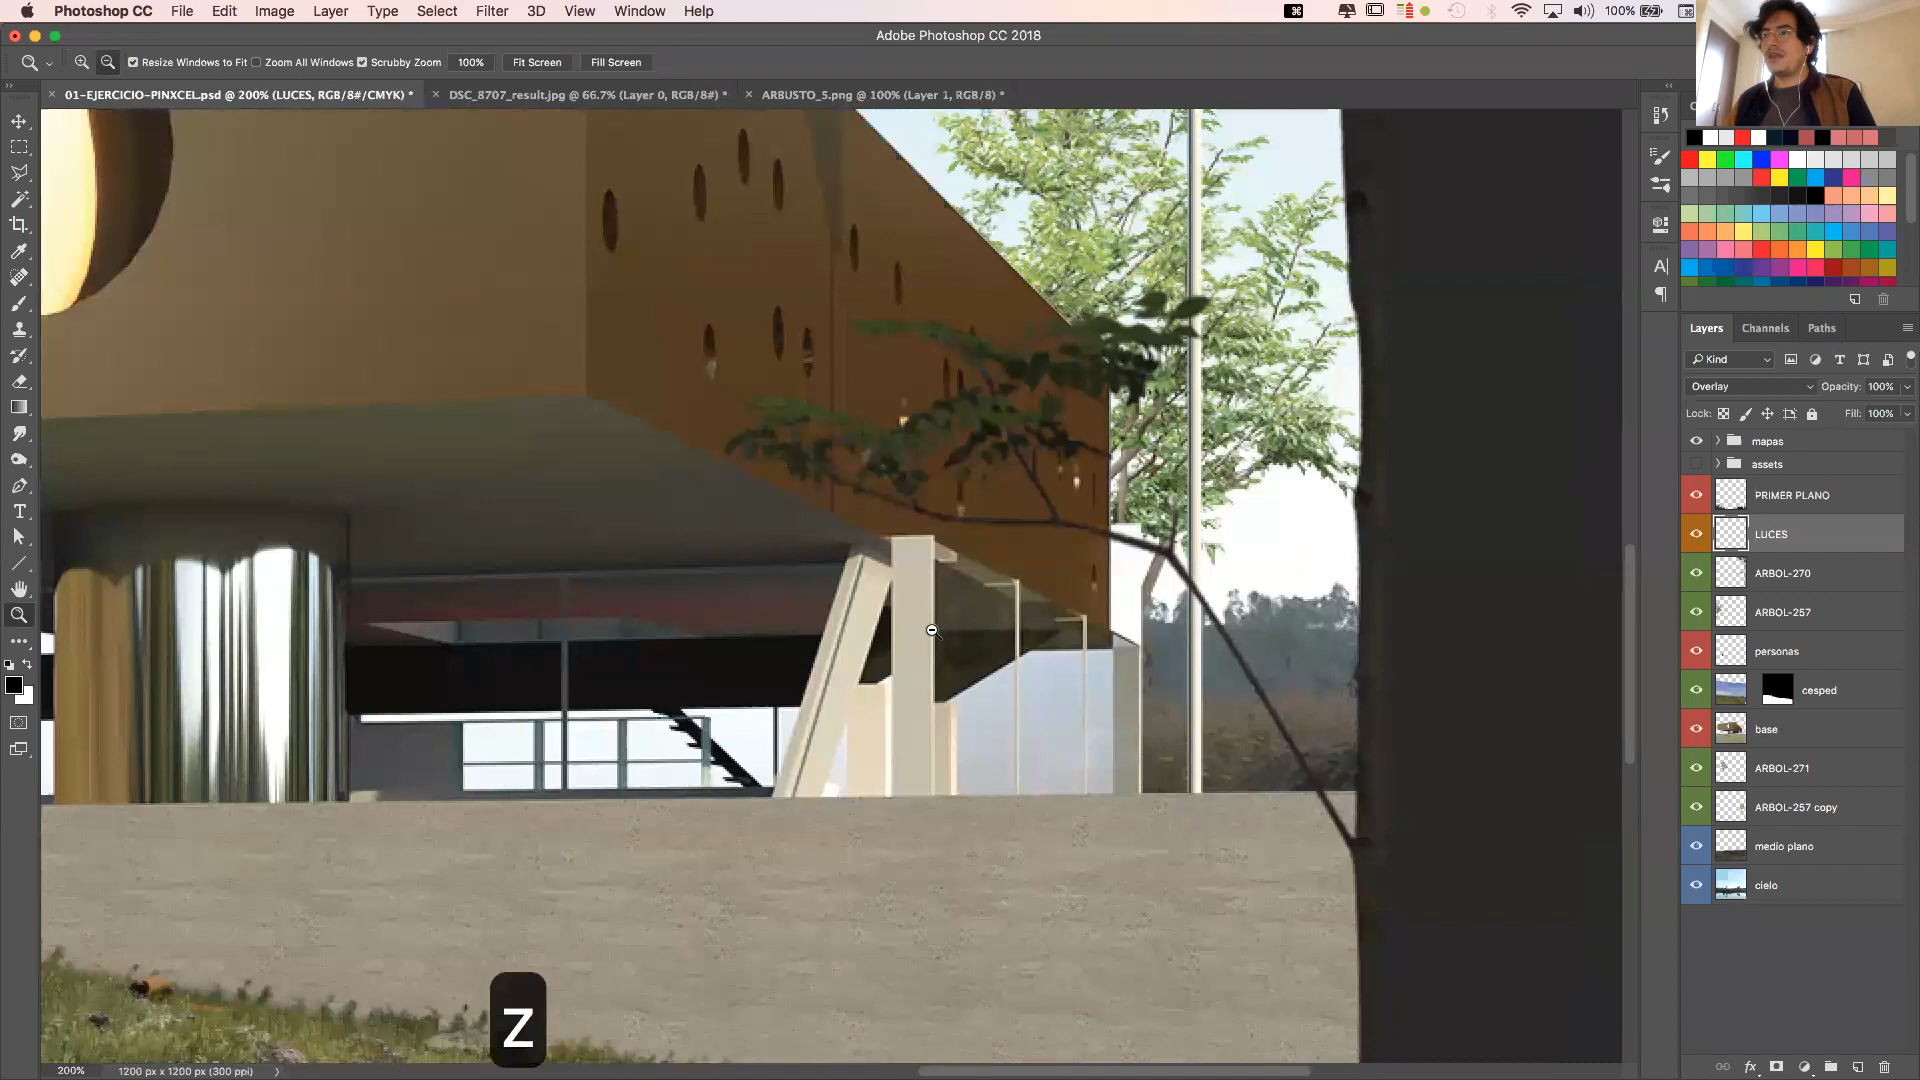 Photoshop CC File Edit Image Layer Type Select Filter 3D View Window Help 100%
Adobe Photoshop CC 2018
Resize Windows to Fit Zoom All Windows Scrubby Zoom 100% Fit Screen Fill Screen
01-EJERCICIO-PINXCEL.psd @ 200% (LUCES, RGB/8#/CMYK) * DSC_8707_result.jpg @ 66.7% (Layer 0, RGB/8#) * ARBUSTO_5.png @ 100% (Layer 1, RGB/8) *
Layers Channels Paths
Kind
Overlay Opacity: 100%
Lock: Fill: 100%
mapas
assets
PRIMER PLANO
LUCES
ARBOL-270
ARBOL-257
personas
cesped
base
ARBOL-271
ARBOL-257 copy
medio plano
cielo
Z
200% 1200 px x 1200 px (300 ppi)